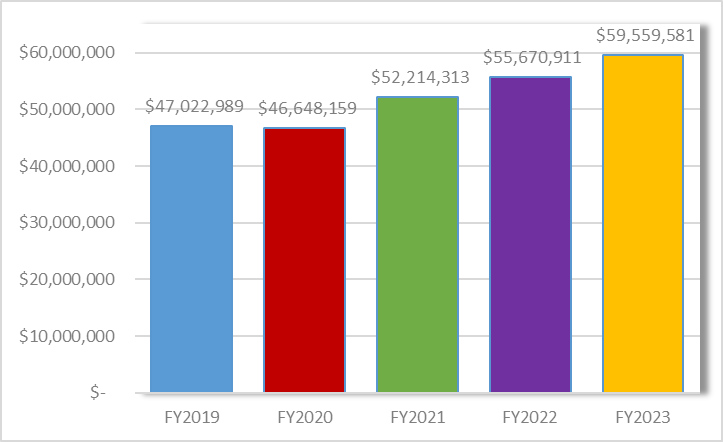 $60,000,000
$50,000,000
$40,000,000
$30,000,000
$20,000,000
$10,000,000
$-
$47,022,989
$46,648,159
$52,214,313
$55,670,911
$59,559,581
FY2019
FY2020
FY2021
FY2022
FY2023